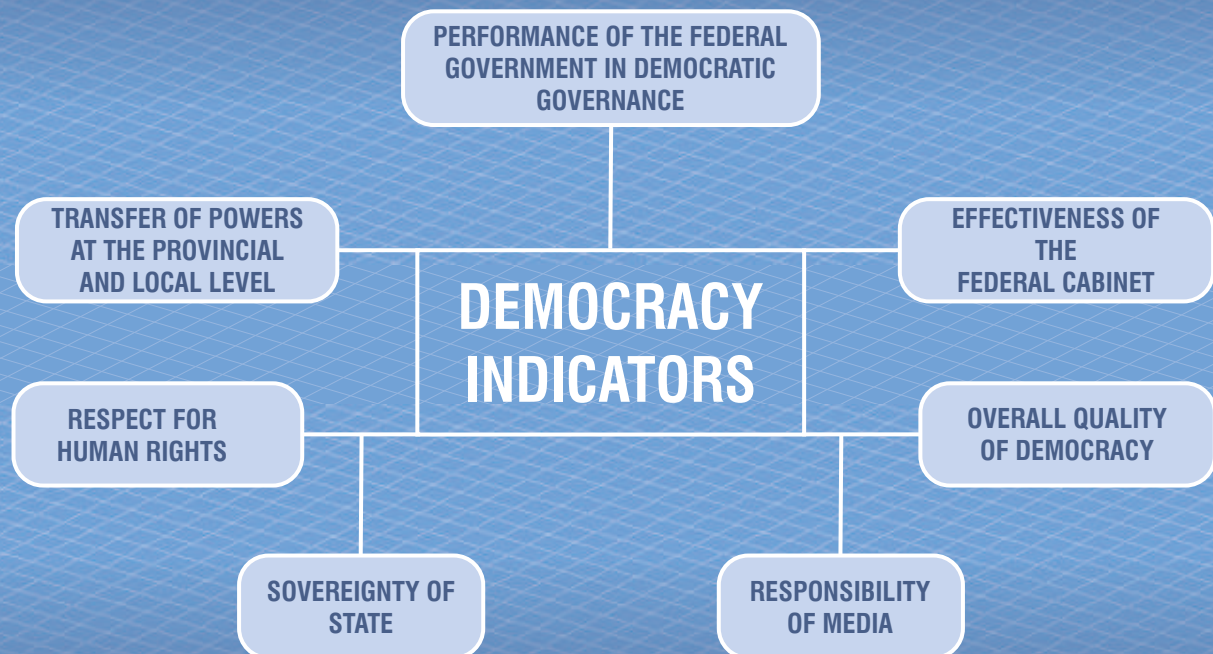 PERFORMANCE OF THE FEDERAL
GOVERNMENT IN DEMOCRATIC
GOVERNANCE
TRANSFER OF POWERS
AT THE PROVINCIAL
AND LOCAL LEVEL
EFFECTIVENESS OF
THE
FEDERAL CABINET
DEMOCRACY
INDICATORS
RESPECT FOR
HUMAN RIGHTS
OVERALL QUALITY
OF DEMOCRACY
SOVEREIGNTY OF
STATE
RESPONSIBILITY
OF MEDIA